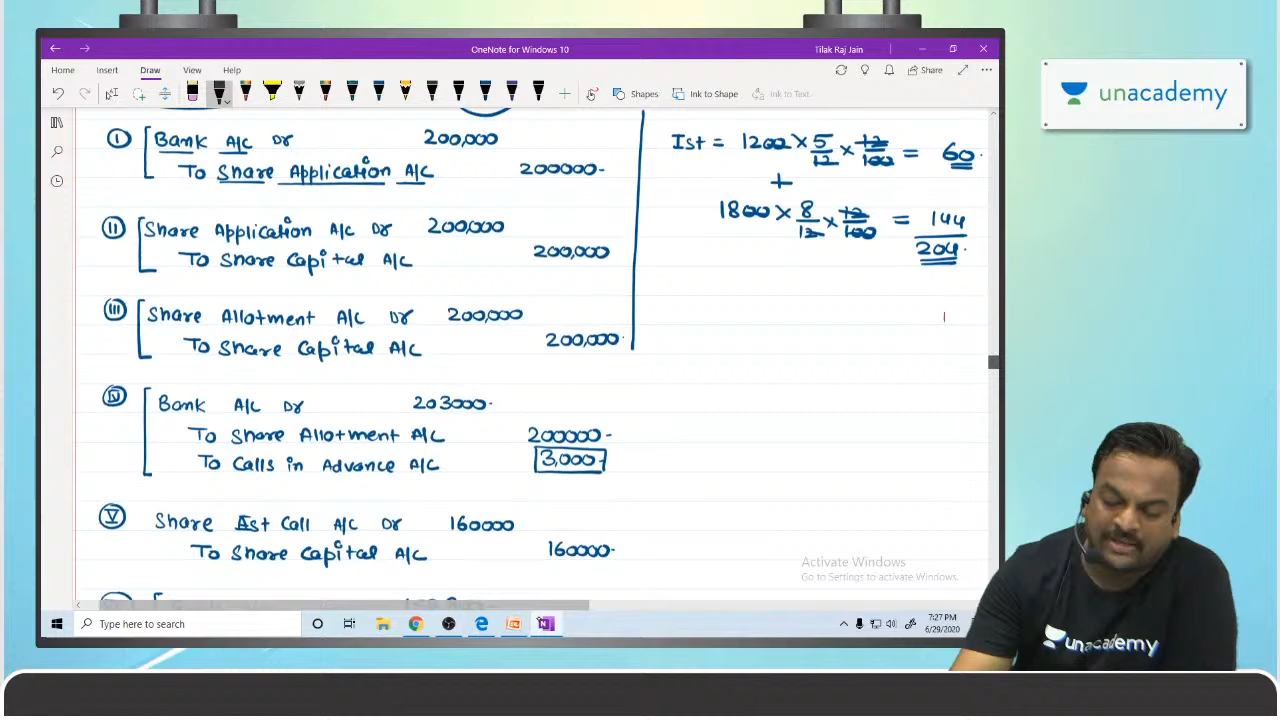 OneNote for Windows 10
Tilak Raj Jain
Home Insert Draw View Help
Share
Shapes
Ink to Shape
Ink to Text
unacademy
I Bank A/C Dr 200,000
To Share Application A/C 200000-
II Share Application A/C Dr 200,000
To Share Capital A/C 200,000
III Share Allotment A/C Dr 200,000
To Share Capital A/C 200,000.
IV Bank A/C Dr 203000.
To Share Allotment A/C 200000-
To Calls in Advance A/C 3,000-
V Share Ist Call A/C Dr 160000
To Share Capital A/C 160000-
Ist = 1200 × 5/12 × 12/100 = 60.
+
1800 × 8/12 × 12/100 = 144
204.
Activate Windows
Go to Settings to activate Windows.
Type here to search
7:27 PM
6/29/2020
unacademy